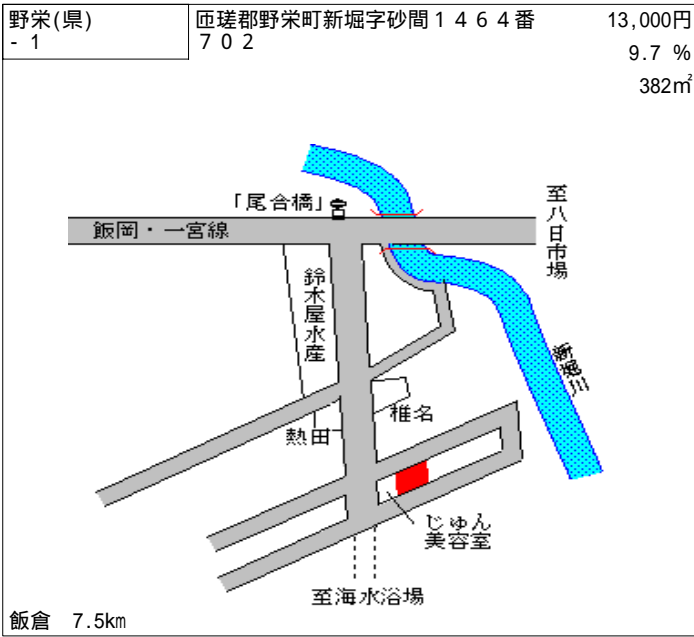 野栄(県)
- 1
匝瑳郡野栄町新堀字砂間１４６４番
７０２
13,000円
9.7 %
382㎡
「尾合橋」
飯岡・一宮線
至八日市場
鈴木屋水産
新堀川
椎名
熱田
じゅん
美容室
至海水浴場
飯倉 7.5km